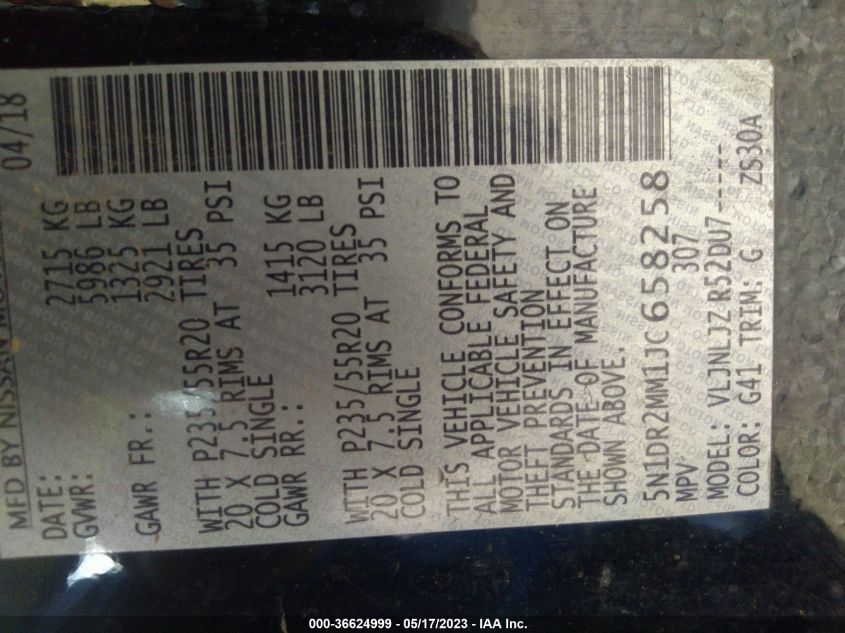 MFD BY NISSAN MO
DATE: 04/18
GVWR: 2715 KG
5986 LB
GAWR FR.: 1325 KG
2921 LB
WITH P235/55R20 TIRES
20 X 7.5 RIMS AT 35 PSI
COLD SINGLE
GAWR RR.: 1415 KG
3120 LB
WITH P235/55R20 TIRES
20 X 7.5 RIMS AT 35 PSI
COLD SINGLE
THIS VEHICLE CONFORMS TO
ALL APPLICABLE FEDERAL
MOTOR VEHICLE SAFETY AND
THEFT PREVENTION
STANDARDS IN EFFECT ON
THE DATE OF MANUFACTURE
SHOWN ABOVE.
5N1DR2MM1JC658258
MPV 307
MODEL: VLJNLJZ-R52DU7-----
COLOR: G41 TRIM: G ZS30A
000-36624999 - 05/17/2023 - IAA Inc.